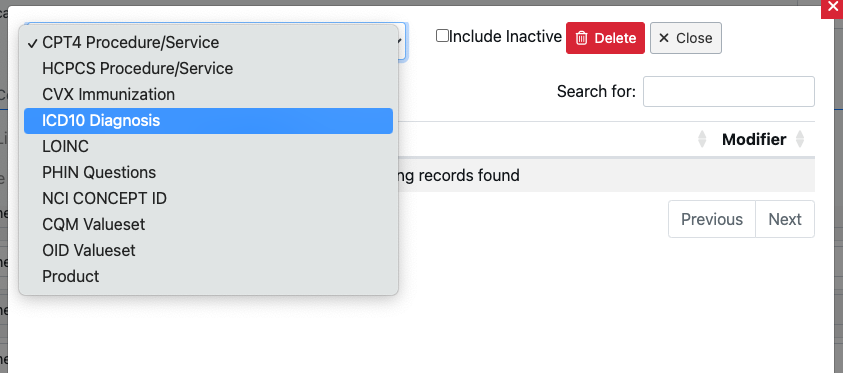 ✓ CPT4 Procedure/Service
HCPCS Procedure/Service
CVX Immunization
ICD10 Diagnosis
LOINC
PHIN Questions
NCI CONCEPT ID
CQM Valueset
OID Valueset
Product
Include Inactive Delete × Close
Search for:
Modifier
records found
Previous Next